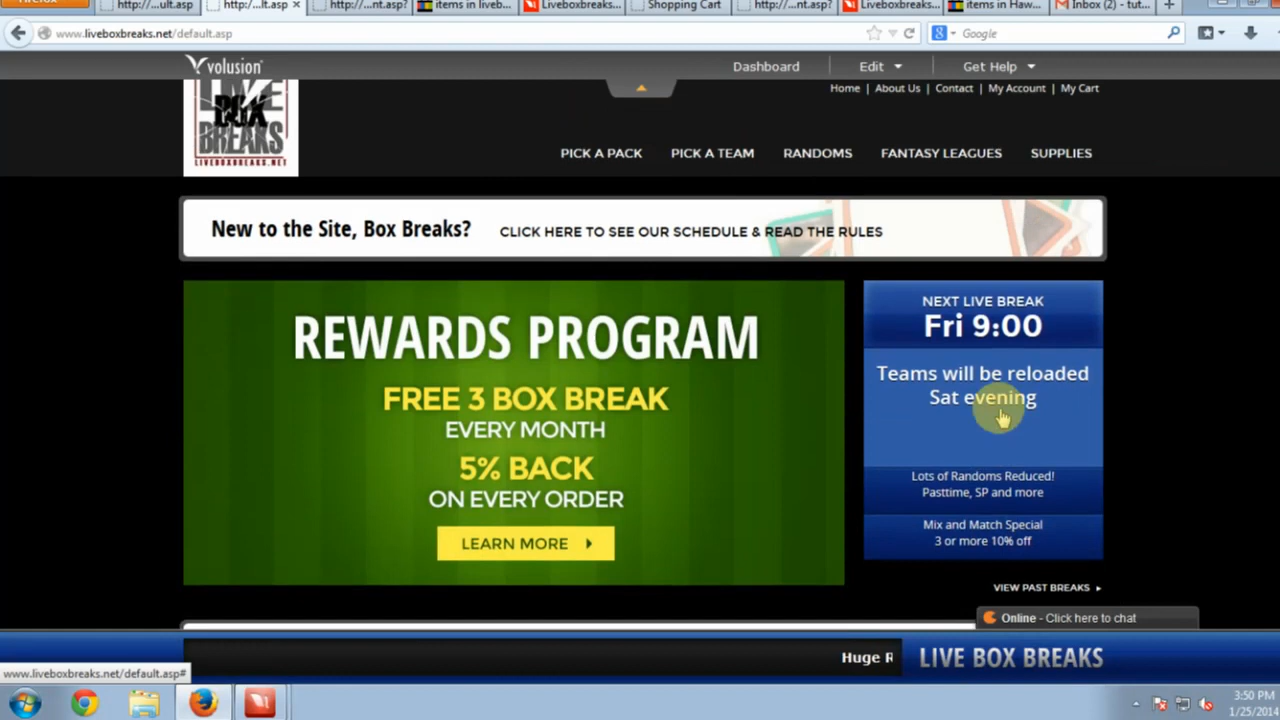 Firefox
http://...ult.asp
http:/...lt.asp ×
http://...nt.asp?
items in liveb...
Liveboxbreaks...
Shopping Cart
http://...nt.asp?
Liveboxbreaks...
items in Haw...
Inbox (2) - tut...
www.liveboxbreaks.net/default.asp
Google
volusion
Dashboard
Edit
Get Help
LIVE
BOX
BREAKS
LIVEBOXBREAKS.NET
Home | About Us | Contact | My Account | My Cart
PICK A PACK
PICK A TEAM
RANDOMS
FANTASY LEAGUES
SUPPLIES
New to the Site, Box Breaks?
CLICK HERE TO SEE OUR SCHEDULE & READ THE RULES
REWARDS PROGRAM
FREE 3 BOX BREAK
EVERY MONTH
5% BACK
ON EVERY ORDER
LEARN MORE
NEXT LIVE BREAK
Fri 9:00
Teams will be reloaded
Sat evening
Lots of Randoms Reduced!
Pasttime, SP and more
Mix and Match Special
3 or more 10% off
VIEW PAST BREAKS
Online - Click here to chat
Huge R
LIVE BOX BREAKS
www.liveboxbreaks.net/default.asp#
3:50 PM
1/25/2014